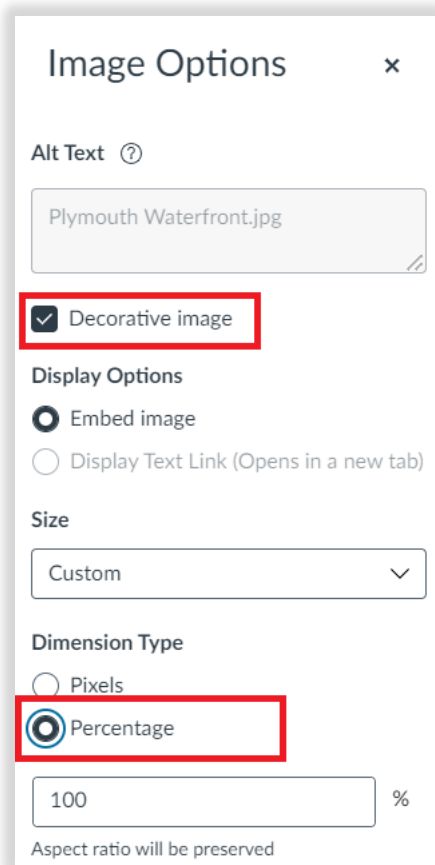 Image Options ×
Alt Text ?
Plymouth Waterfront.jpg
Decorative image
Display Options
Embed image
Display Text Link (Opens in a new tab)
Size
Custom
Dimension Type
Pixels
Percentage
100 %
Aspect ratio will be preserved